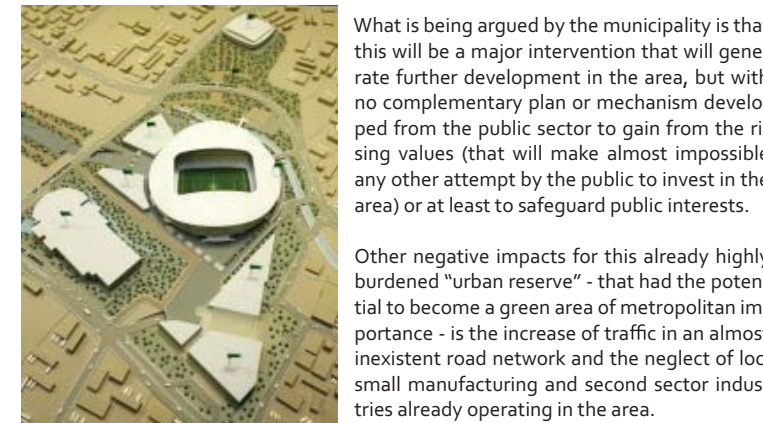 What is being argued by the municipality is that
this will be a major intervention that will gene
rate further development in the area, but with
no complementary plan or mechanism develo
ped from the public sector to gain from the ri
sing values (that will make almost impossible
any other attempt by the public to invest in the
area) or at least to safeguard public interests.
Other negative impacts for this already highly
burdened “urban reserve” - that had the poten
tial to become a green area of metropolitan im
portance - is the increase of traffic in an almost
inexistent road network and the neglect of loc
small manufacturing and second sector indus
tries already operating in the area.